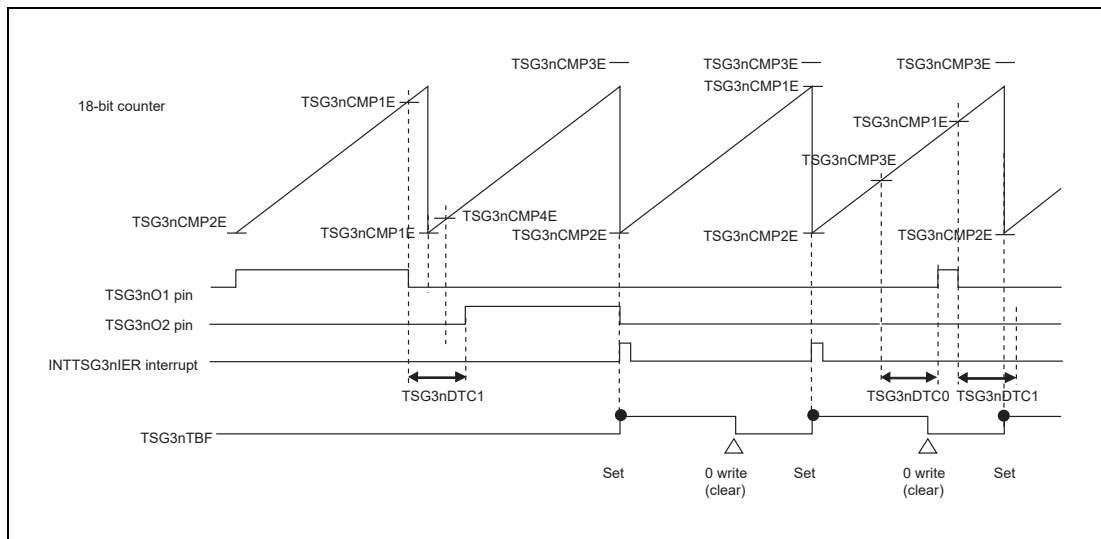 TSG3nCMP3E
TSG3nCMP3E
TSG3nCMP3E
18-bit counter
TSG3nCMP1E
TSG3nCMP1E
TSG3nCMP1E
TSG3nCMP3E
TSG3nCMP2E
TSG3nCMP4E
TSG3nCMP1E
TSG3nCMP2E
TSG3nCMP2E
TSG3nCMP2E
TSG3nO1 pin
TSG3nO2 pin
INTTSG3nIER interrupt
TSG3nDTC1
TSG3nDTC0
TSG3nDTC1
TSG3nTBF
Set
0 write
(clear)
Set
0 write
(clear)
Set